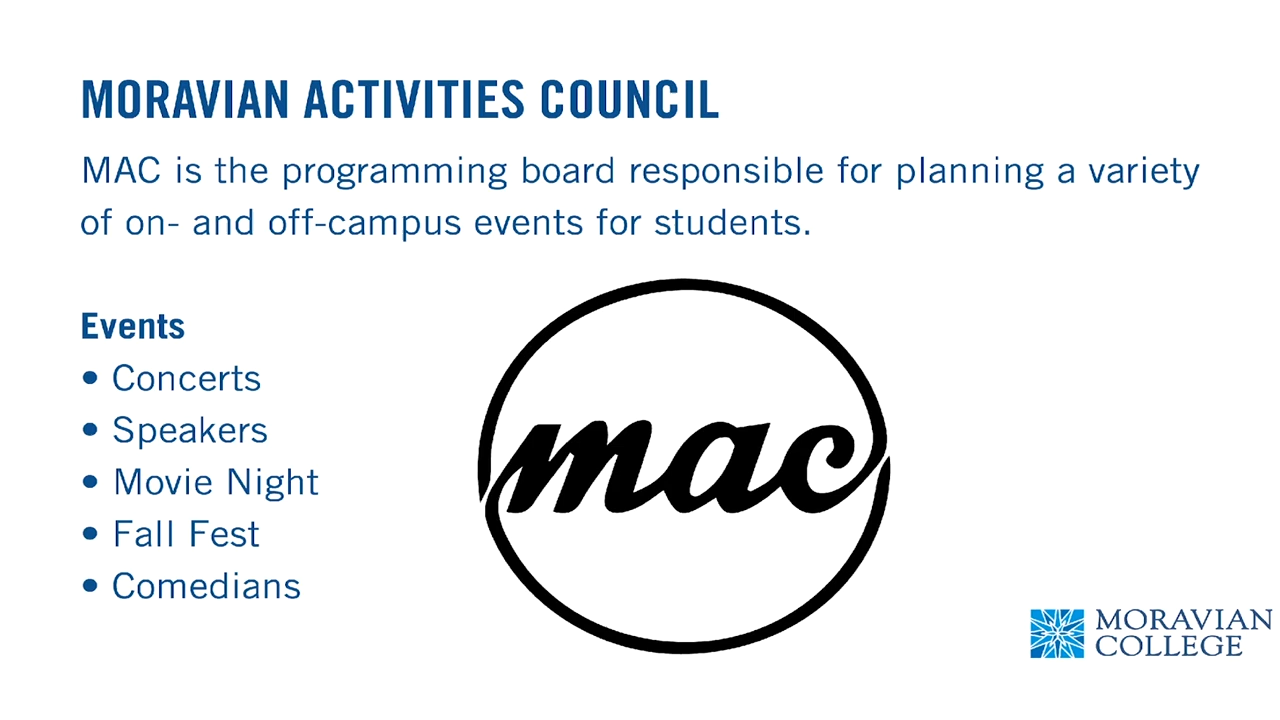 MORAVIAN ACTIVITIES COUNCIL
MAC is the programming board responsible for planning a variety
of on- and off-campus events for students.
Events
• Concerts
• Speakers
• Movie Night
• Fall Fest
• Comedians
mac
MORAVIAN
COLLEGE